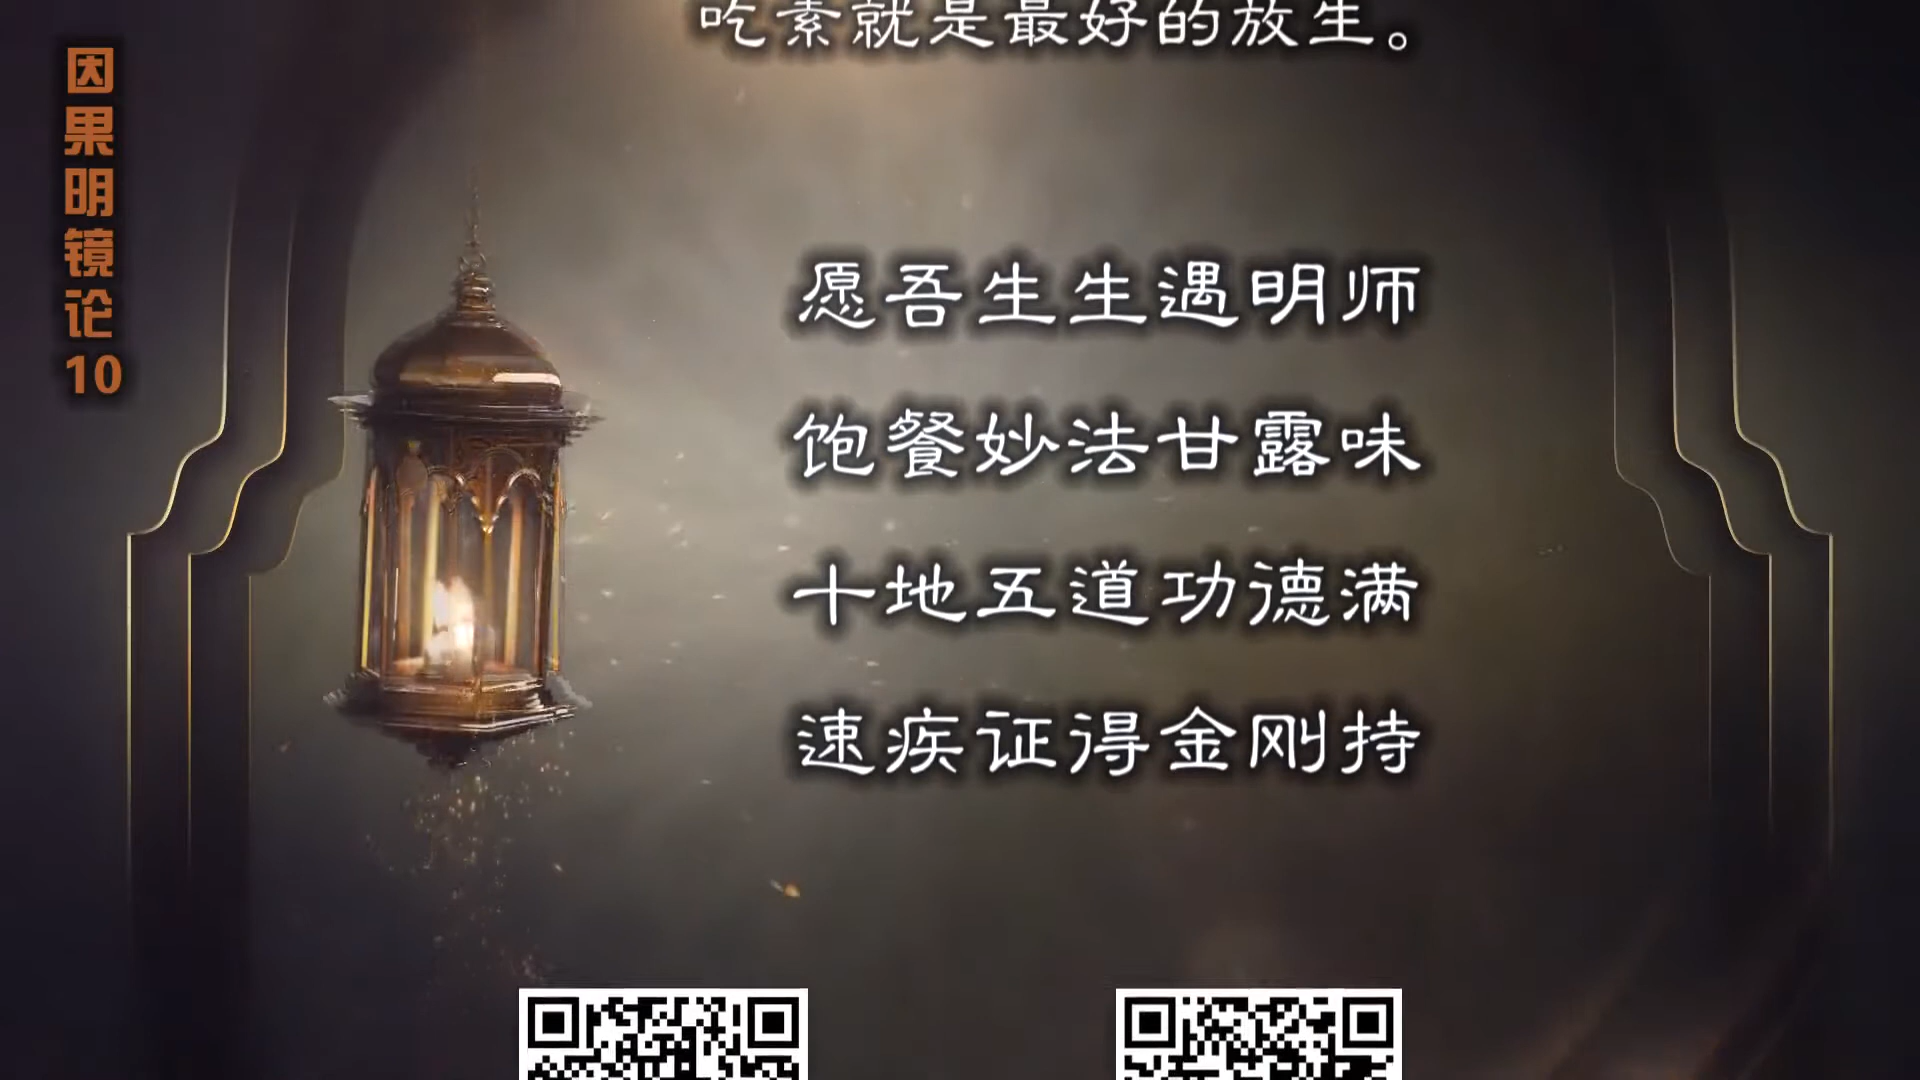 因果明镜论10
吃素就是最好的放生。
愿吾生生遇明师
饱餐妙法甘露味
十地五道功德满
速疾证得金刚持